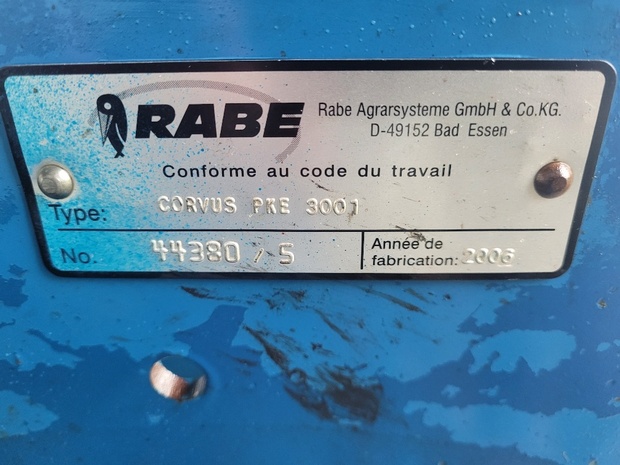 RABE
Rabe Agrarsysteme GmbH & Co.KG.
D-49152 Bad Essen
Conforme au code du travail
Type: CORVUS PKE 3001
No. 44380 / 5
Année de
fabrication: 2006